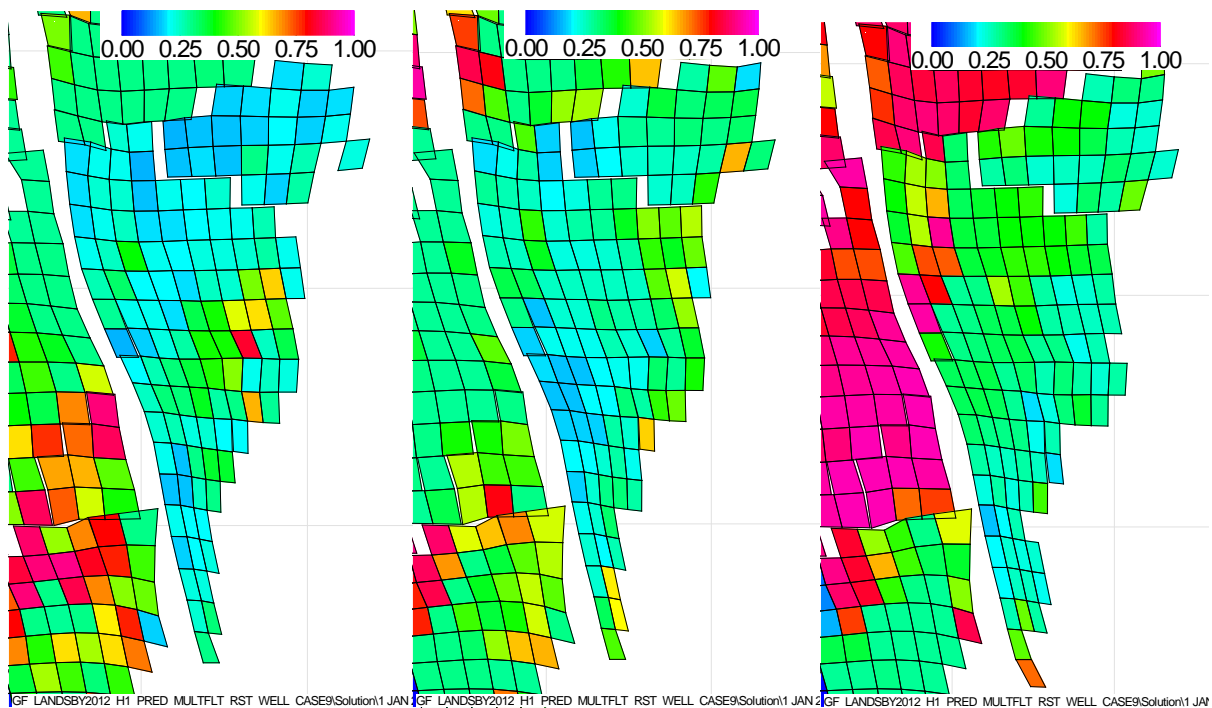 0.00 0.25 0.50 0.75 1.00
0.00 0.25 0.50 0.75 1.00
0.00 0.25 0.50 0.75 1.00
GF LANDSBY2012 H1 PRED MULTFLT RST WELL CASE9\Solution\1 JAN
GF LANDSBY2012 H1 PRED MULTFLT RST WELL CASE9\Solution\1 JAN 2
GF LANDSBY2012 H1 PRED MULTFLT RST WELL CASE9\Solution\1 JAN